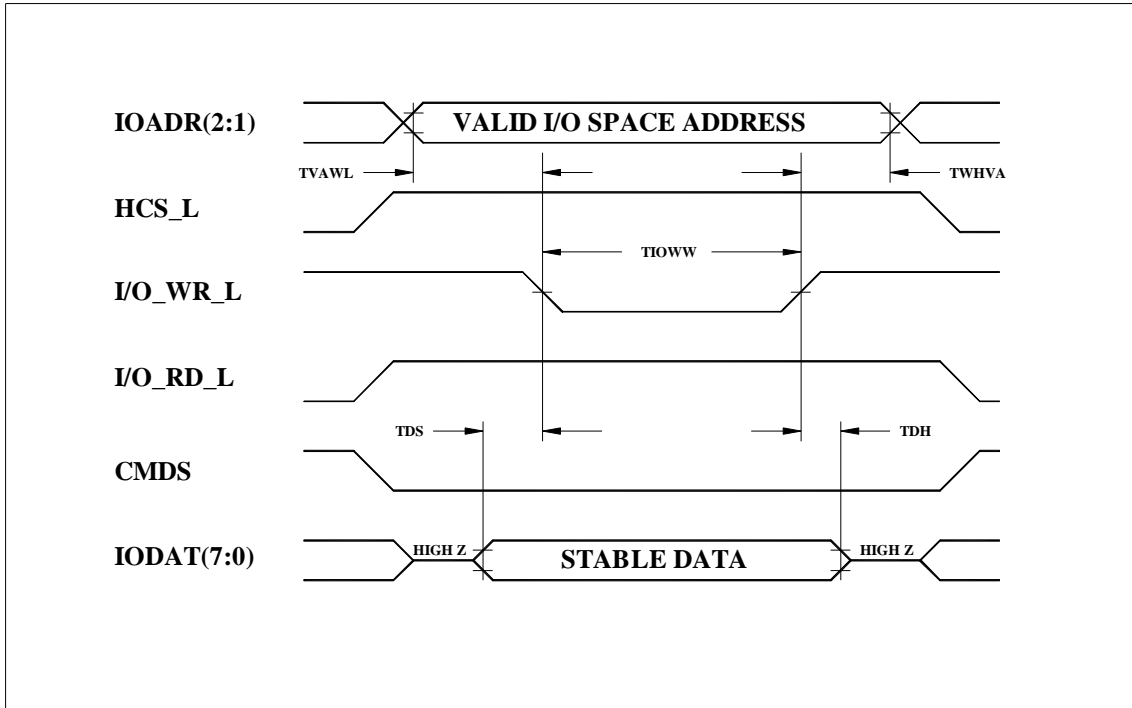 IOADR(2:1)
VALID I/O SPACE ADDRESS
TVAWL
TWHVA
HCS_L
TIOWW
I/O_WR_L
I/O_RD_L
TDS
TDH
CMDS
IODAT(7:0)
HIGH Z
STABLE DATA
HIGH Z